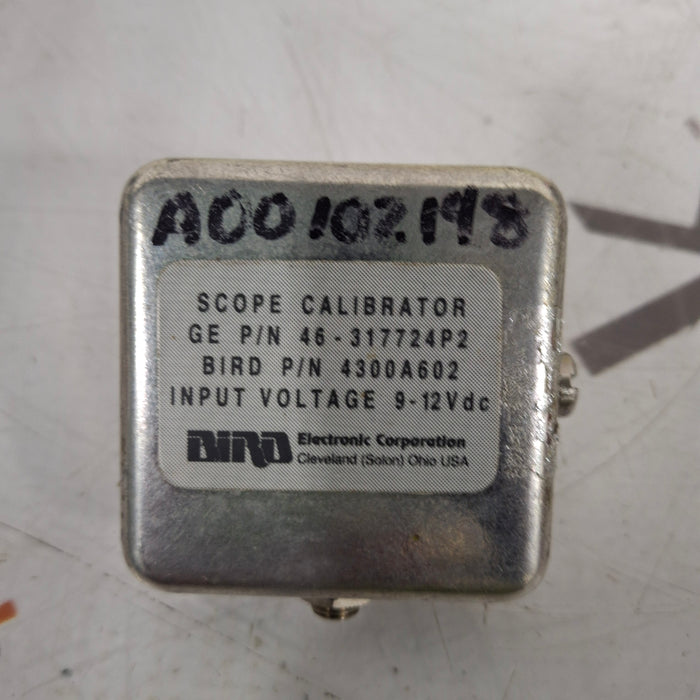 A00102198
SCOPE CALIBRATOR
GE P/N 46-317724P2
BIRD P/N 4300A602
INPUT VOLTAGE 9-12Vdc
BIRD Electronic Corporation
Cleveland (Solon) Ohio USA